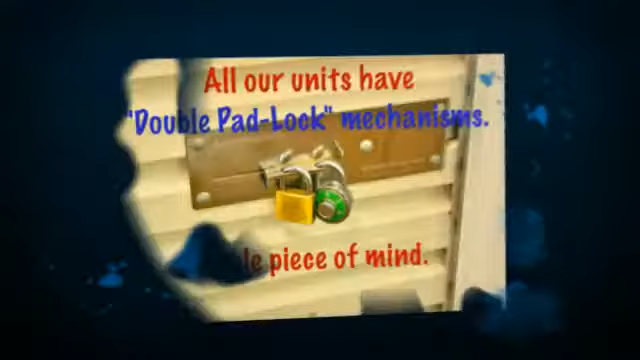 All our units have
"Double Pad-Lock" mechanisms.
piece of mind.